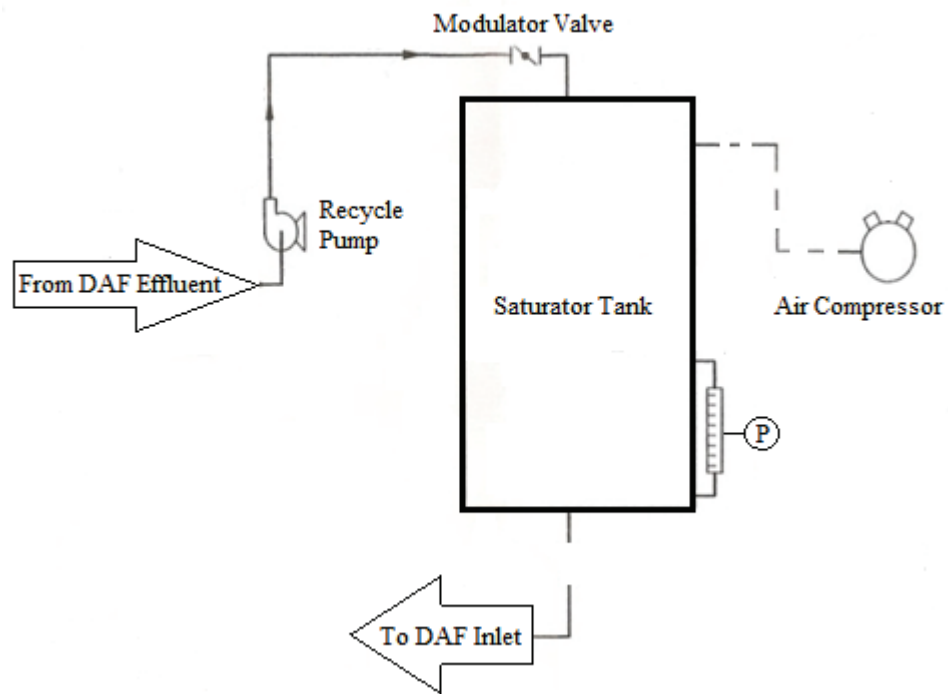 Modulator Valve
Recycle
Pump
From DAF Effluent
Saturator Tank
Air Compressor
P
To DAF Inlet